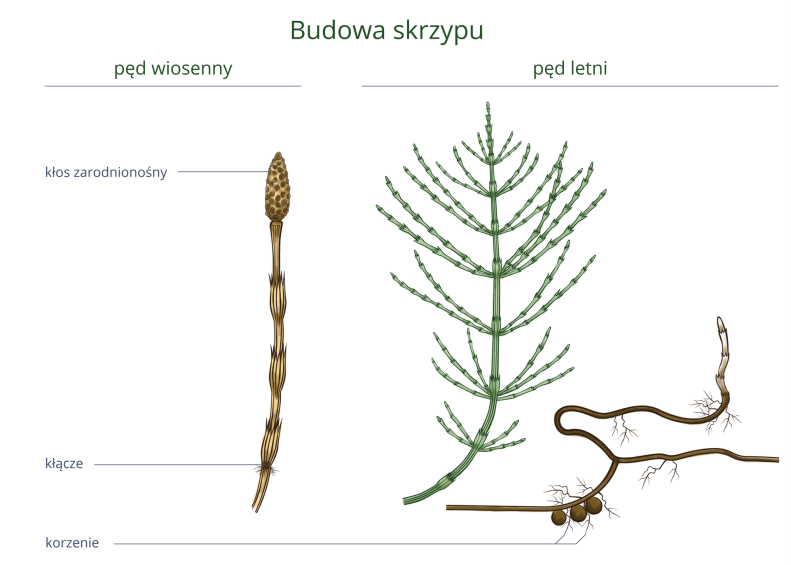 Budowa skrzypu
pęd wiosenny
pęd letni
kłos zarodnionośny
kłącze
korzenie